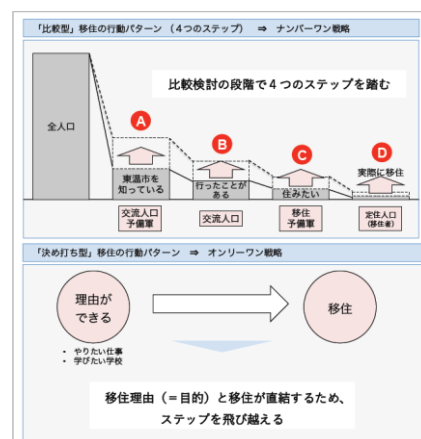 「比較型」移住の行動パターン（４つのステップ） ⇒ ナンバーワン戦略
比較検討の段階で４つのステップを踏む
全人口
A
B
C
D
実際に移住
東温市を
知っている
行ったことが
ある
住みたい
交流人口
予備軍
交流人口
移住
予備軍
定住人口
(移住者)
「決め打ち型」移住の行動パターン ⇒ オンリーワン戦略
理由が
できる
移住
• やりたい仕事
• 学びたい学校
移住理由（＝目的）と移住が直結するため、
ステップを飛び越える